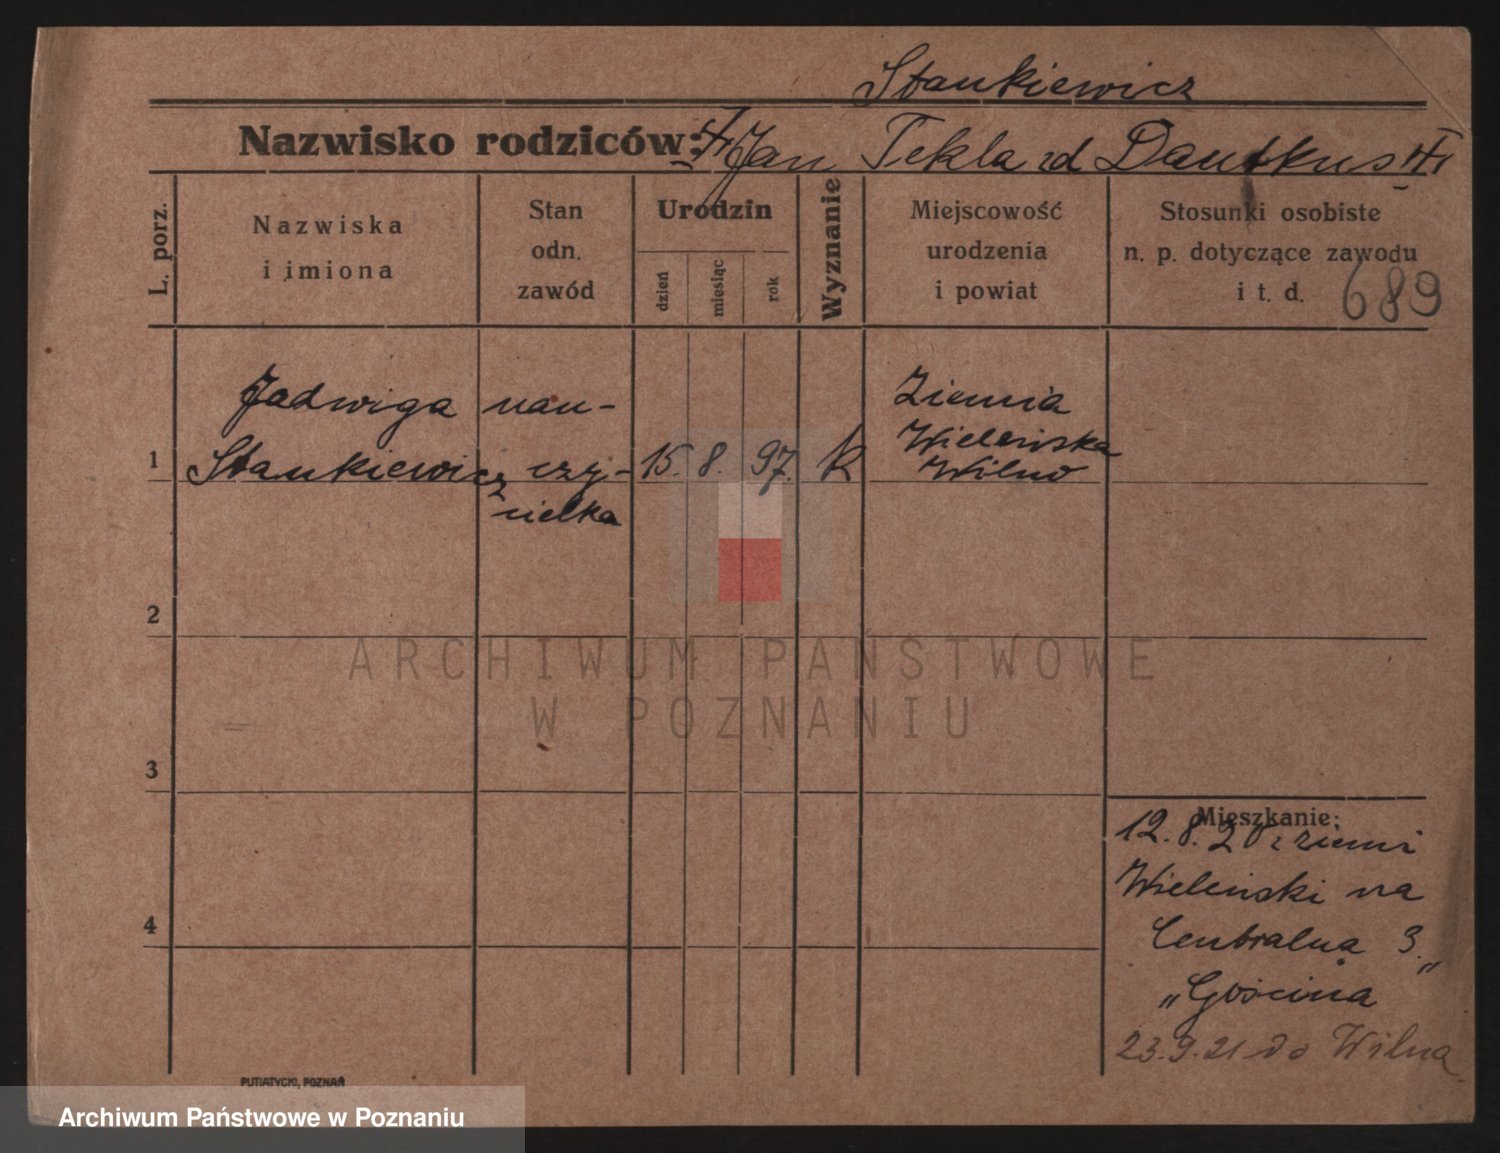 Stankiewicz
Nazwisko rodziców: Jan Tekla zd Dautkus
L. porz.
Nazwiska
i imiona
Stan
odn.
zawód
Urodzin
dzień
miesiąc
rok
Wyznanie
Miejscowość
urodzenia
i powiat
Stosunki osobiste
n. p. dotyczące zawodu
i t. d.
689
Jadwiga nau- Ziemia
Wileńska
1 Stankiewicz czy- 15. 8. 97. k Wilno
cielka
2
3
4
ARCHIWUM PAŃSTWOWE
W POZNANIU
Mieszkanie:
12.8.20 z ziemi
Wileński na
Centralna 3.
„Gościna"
23.9.21 do Wilna.
PUTIATYCKI, POZNAŃ
Archiwum Państwowe w Poznaniu